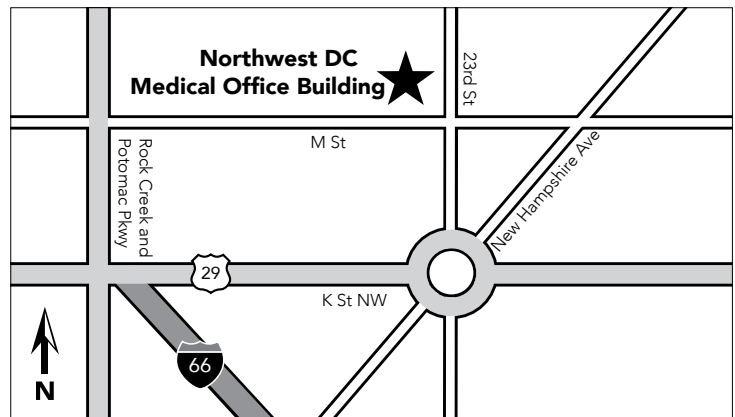 Northwest DC
Medical Office Building
23rd St
M St
Rock Creek and
Potomac Pkwy
New Hampshire Ave
29
K St NW
66
N